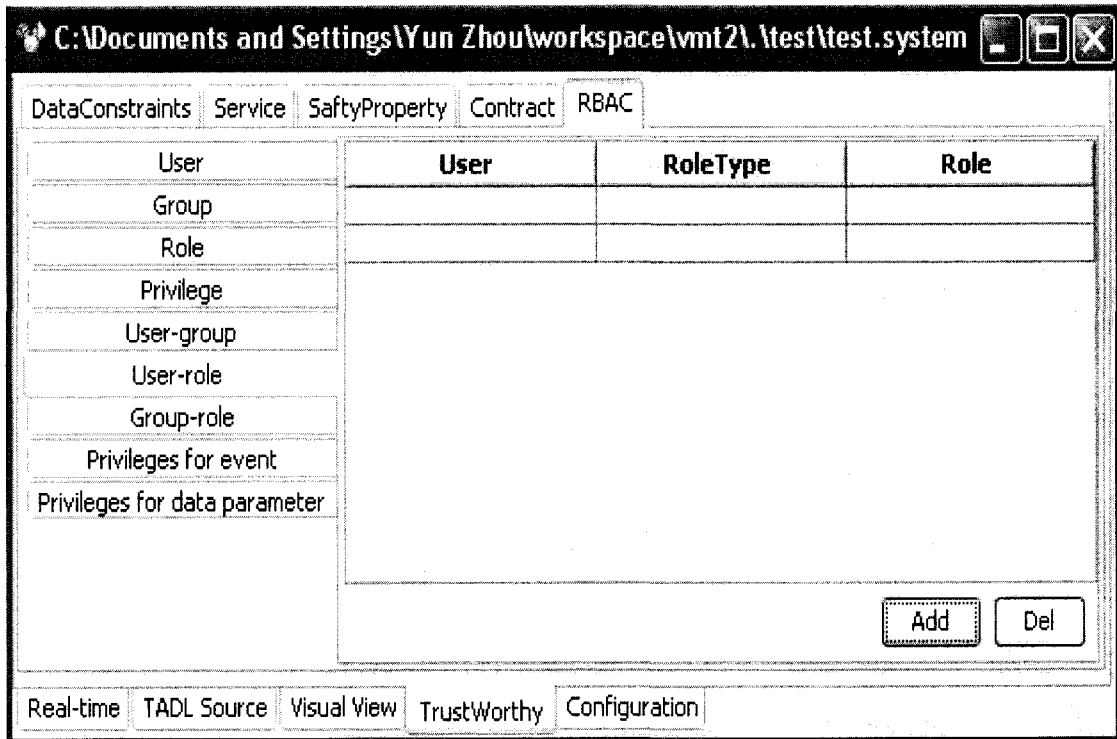 C:\Documents and Settings\Yun Zhou\workspace\vmt2\.\test\test.system
DataConstraints Service SaftyProperty Contract RBAC
User
Group
Role
Privilege
User-group
User-role
Group-role
Privileges for event
Privileges for data parameter
User RoleType Role
Add Del
Real-time TADL Source Visual View TrustWorthy Configuration